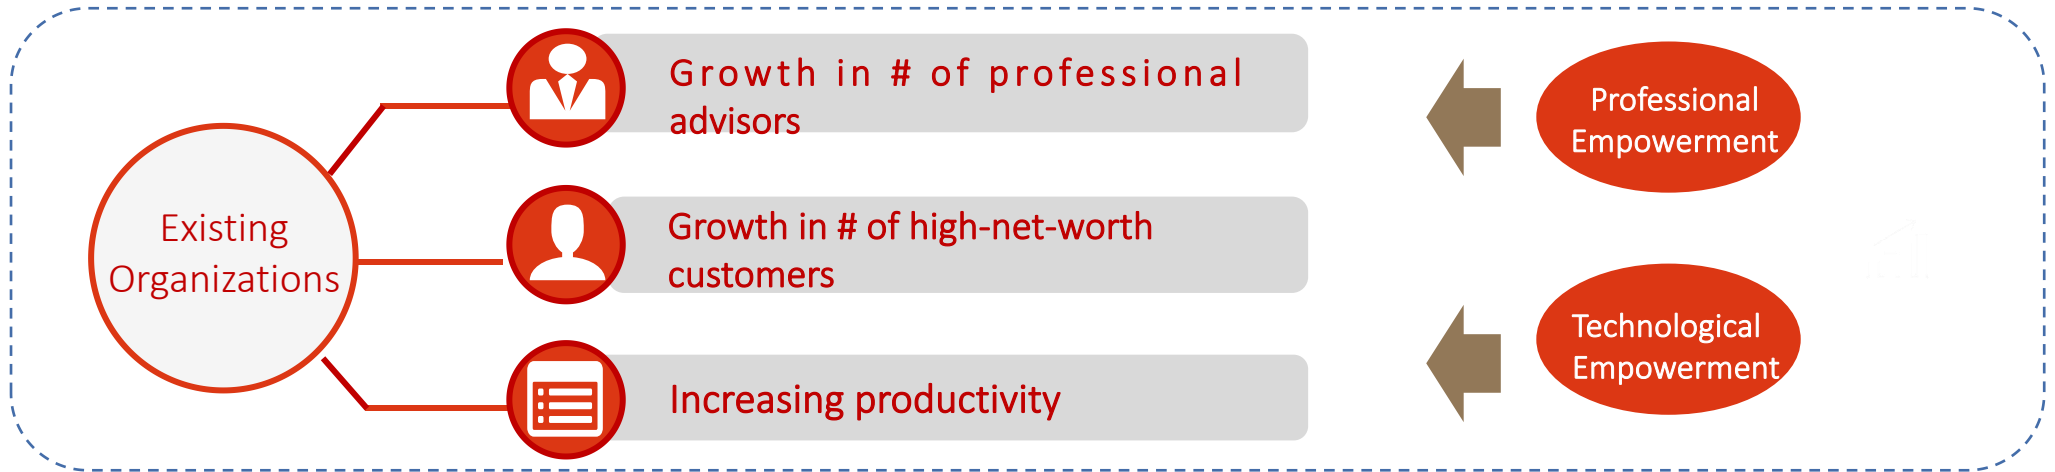 Existing
Organizations
Growth in # of professional
advisors
Growth in # of high-net-worth
customers
Increasing productivity
Professional
Empowerment
Technological
Empowerment